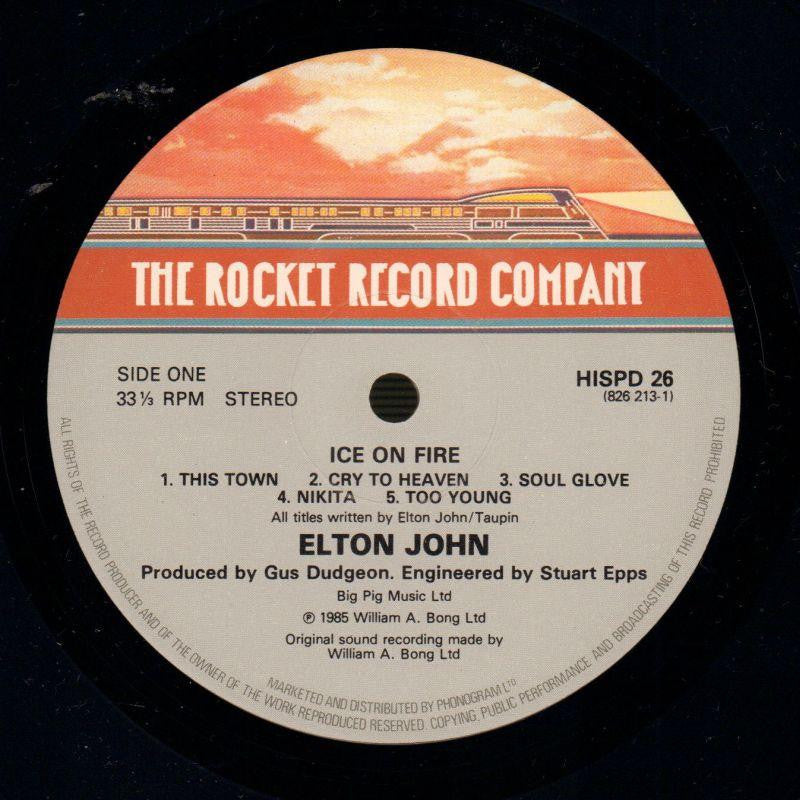 THE ROCKET RECORD COMPANY
SIDE ONE
33⅓ RPM STEREO
HISPD 26
(826 213-1)
ICE ON FIRE
1. THIS TOWN 2. CRY TO HEAVEN 3. SOUL GLOVE
4. NIKITA 5. TOO YOUNG
All titles written by Elton John/Taupin
ELTON JOHN
Produced by Gus Dudgeon. Engineered by Stuart Epps
Big Pig Music Ltd
℗ 1985 William A. Bong Ltd
Original sound recording made by
William A. Bong Ltd
MARKETED AND DISTRIBUTED BY PHONOGRAM LTD
ALL RIGHTS OF THE RECORD PRODUCER AND OF THE OWNER OF THE WORK REPRODUCED RESERVED. COPYING, PUBLIC PERFORMANCE AND BROADCASTING OF THIS RECORD PROHIBITED